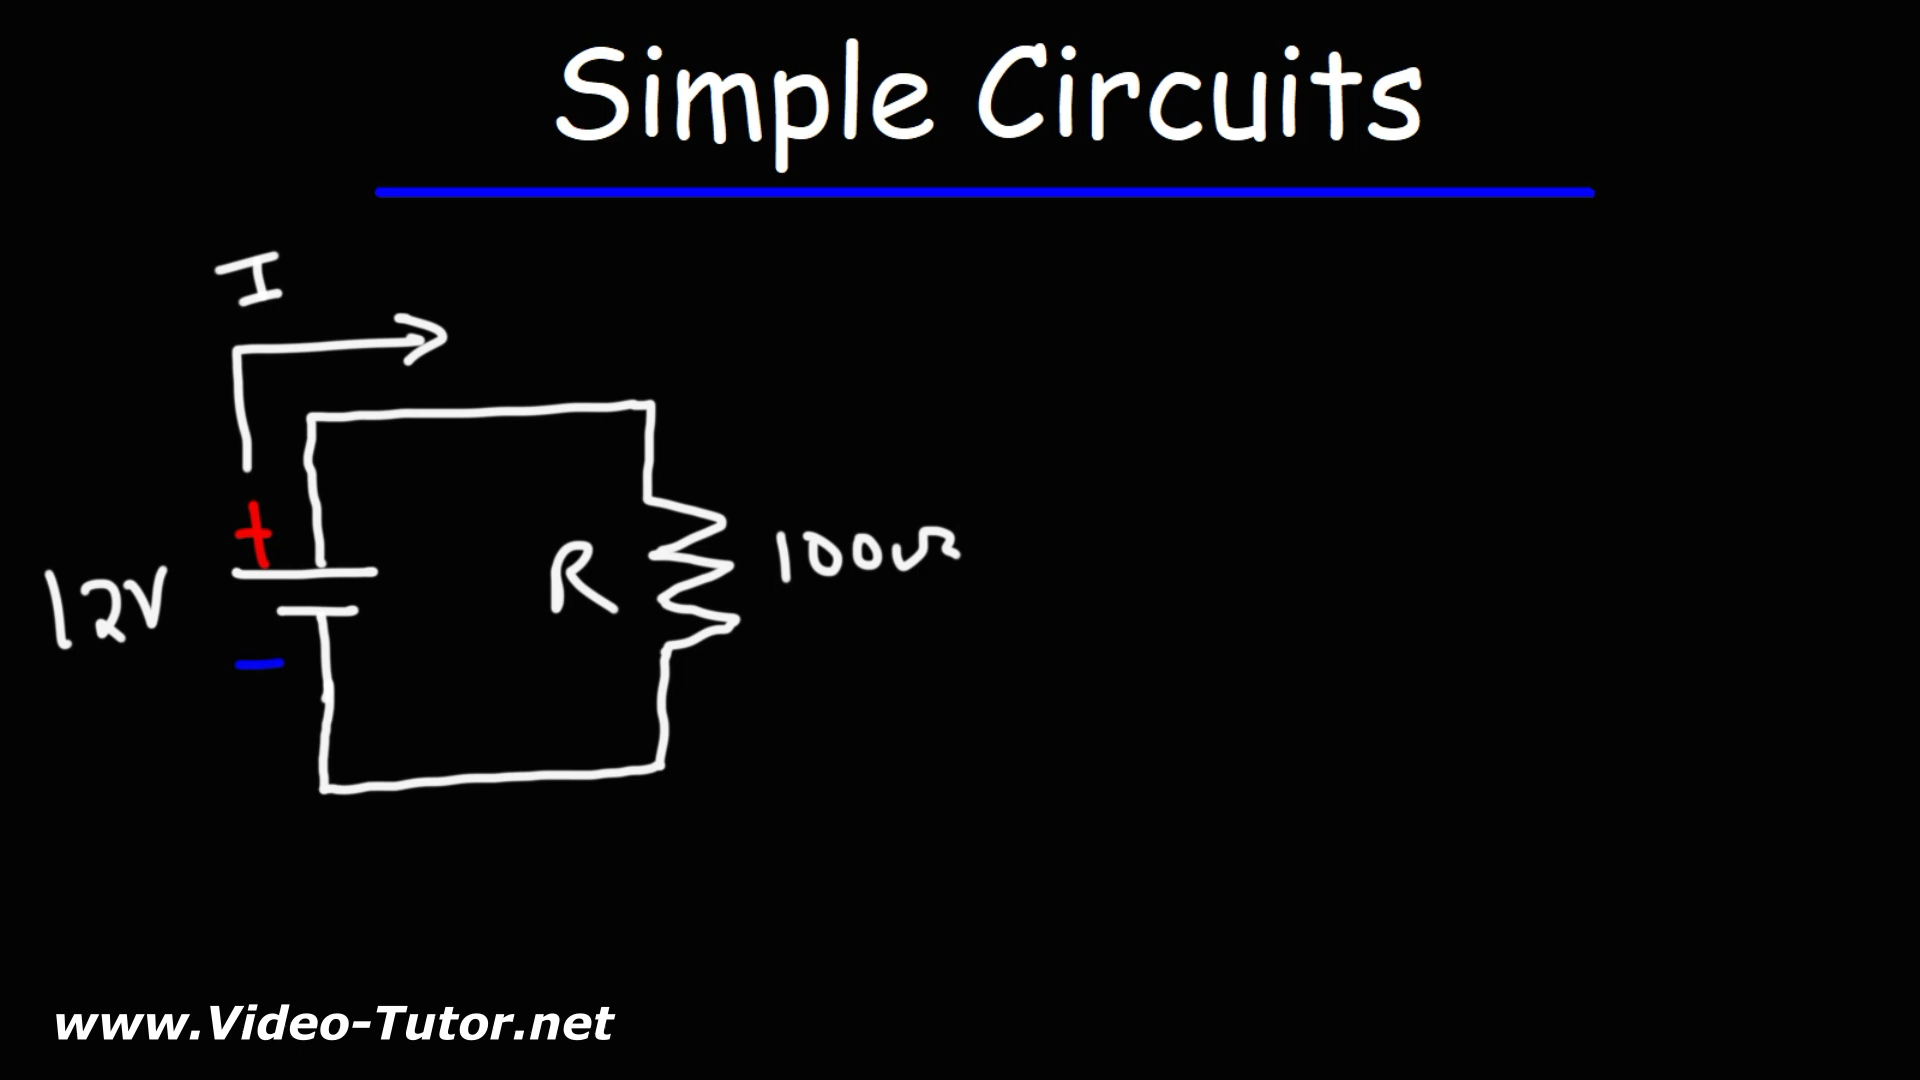 Simple Circuits
I
+
12V
-
R
100Ω
www.Video-Tutor.net